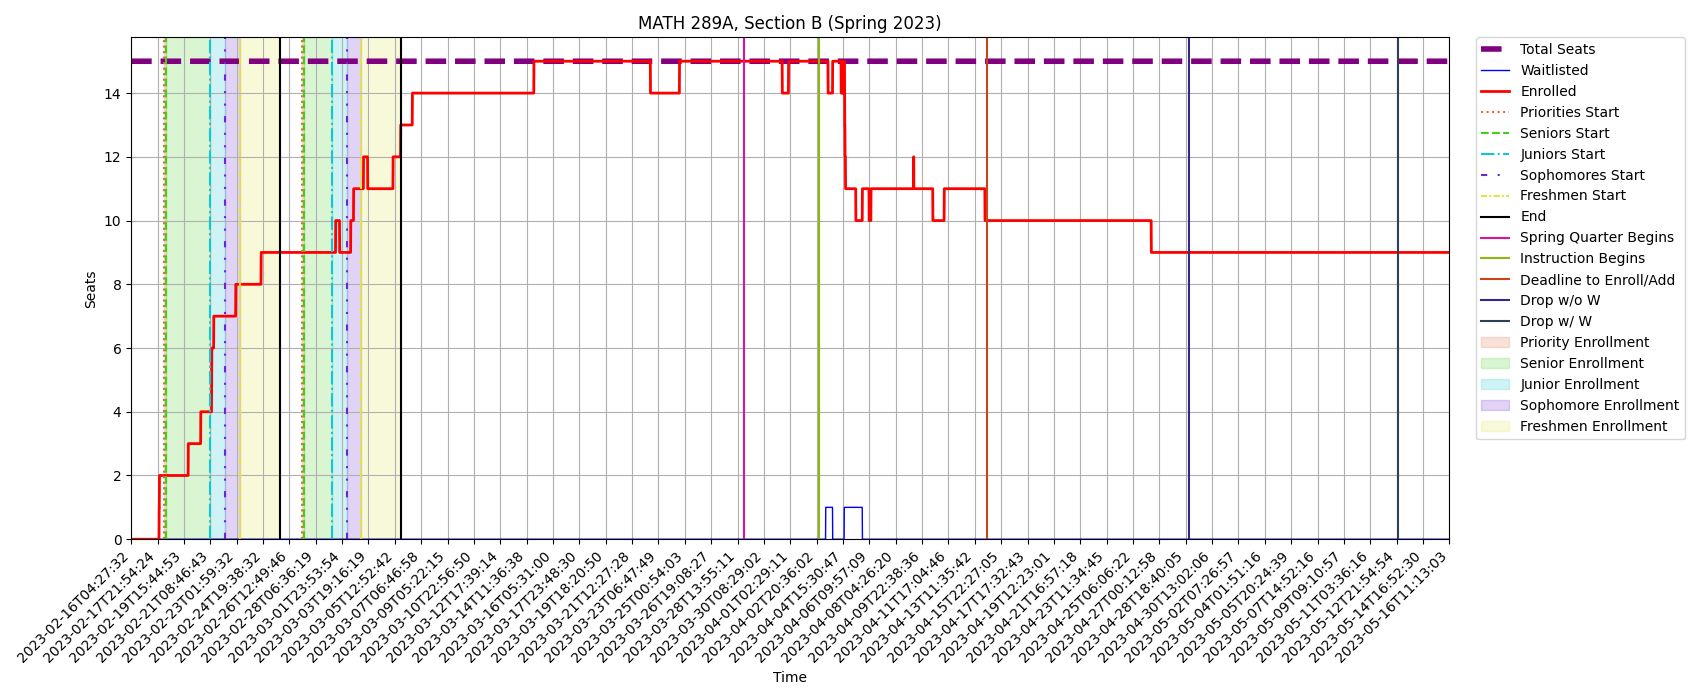 MATH 289A, Section B (Spring 2023)
Seats
14
12
10
8
6
4
2
0
2023-02-16T04:27:32
2023-02-17T21:54:24
2023-02-19T15:44:53
2023-02-21T08:46:43
2023-02-23T01:59:32
2023-02-24T19:38:32
2023-02-26T12:49:46
2023-02-28T06:36:19
2023-03-01T23:53:54
2023-03-03T19:16:19
2023-03-05T12:52:42
2023-03-07T06:46:58
2023-03-09T05:22:15
2023-03-10T22:56:50
2023-03-12T17:39:14
2023-03-14T11:36:38
2023-03-16T05:31:00
2023-03-17T23:48:30
2023-03-19T18:20:50
2023-03-21T12:27:28
2023-03-23T06:47:49
2023-03-25T00:54:03
2023-03-26T19:08:27
2023-03-28T13:55:11
2023-03-30T08:29:02
2023-04-01T02:29:11
2023-04-02T20:36:02
2023-04-04T15:30:47
2023-04-06T09:57:09
2023-04-08T04:26:20
2023-04-09T22:38:36
2023-04-11T17:04:46
2023-04-13T11:35:42
2023-04-15T22:27:05
2023-04-17T17:32:43
2023-04-19T12:23:01
2023-04-21T16:57:18
2023-04-23T11:34:45
2023-04-25T06:06:22
2023-04-27T00:12:58
2023-04-28T18:40:05
2023-04-30T13:02:06
2023-05-02T07:26:57
2023-05-04T01:51:16
2023-05-05T20:24:39
2023-05-07T14:52:16
2023-05-09T09:10:57
2023-05-11T03:36:16
2023-05-12T21:54:54
2023-05-14T16:52:30
2023-05-16T11:13:03
Time
Total Seats
Waitlisted
Enrolled
Priorities Start
Seniors Start
Juniors Start
Sophomores Start
Freshmen Start
End
Spring Quarter Begins
Instruction Begins
Deadline to Enroll/Add
Drop w/o W
Drop w/ W
Priority Enrollment
Senior Enrollment
Junior Enrollment
Sophomore Enrollment
Freshmen Enrollment